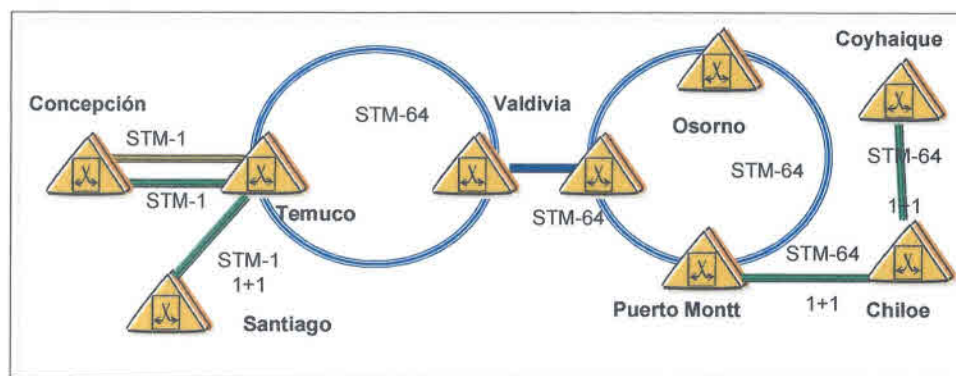 Concepción
STM-1
STM-1
Temuco
STM-1
1+1
Santiago
STM-64
Valdivia
STM-64
Osorno
STM-64
Puerto Montt
STM-64
1+1
Chiloe
Coyhaique
STM-64
1+1